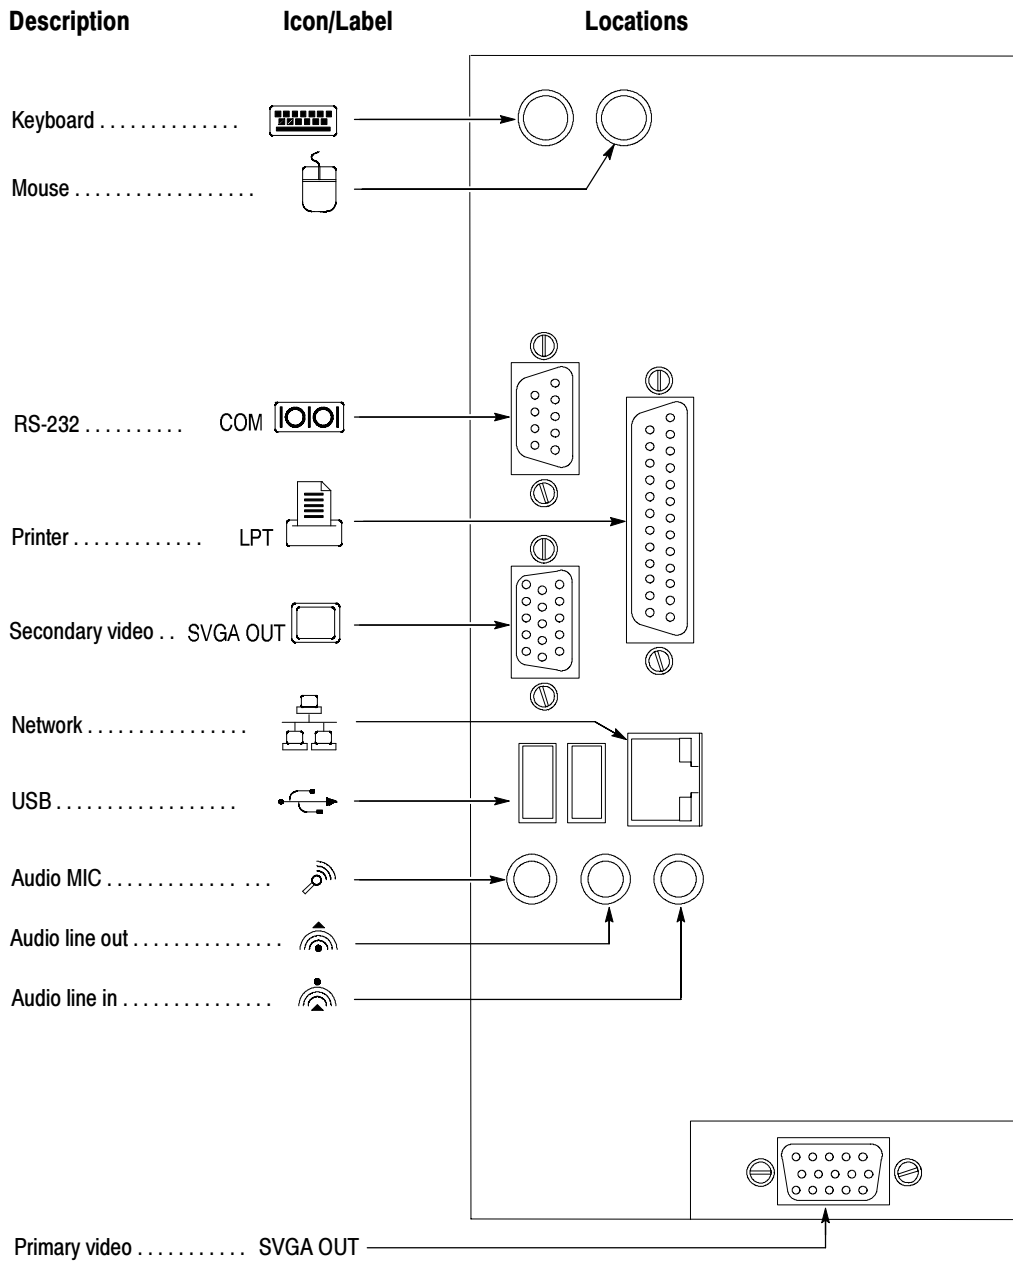 Description Icon/Label Locations
Keyboard . . . . . . . . . . . . . .
Mouse . . . . . . . . . . . . . . . . . .
RS-232 . . . . . . . . . . COM |O|O|
Printer . . . . . . . . . . . . . LPT
Secondary video . . SVGA OUT
Network . . . . . . . . . . . . . . . .
USB . . . . . . . . . . . . . . . . . .
Audio MIC . . . . . . . . . . . . . . . .
Audio line out . . . . . . . . . . . . . . .
Audio line in . . . . . . . . . . . . . . .
Primary video . . . . . . . . . . . SVGA OUT